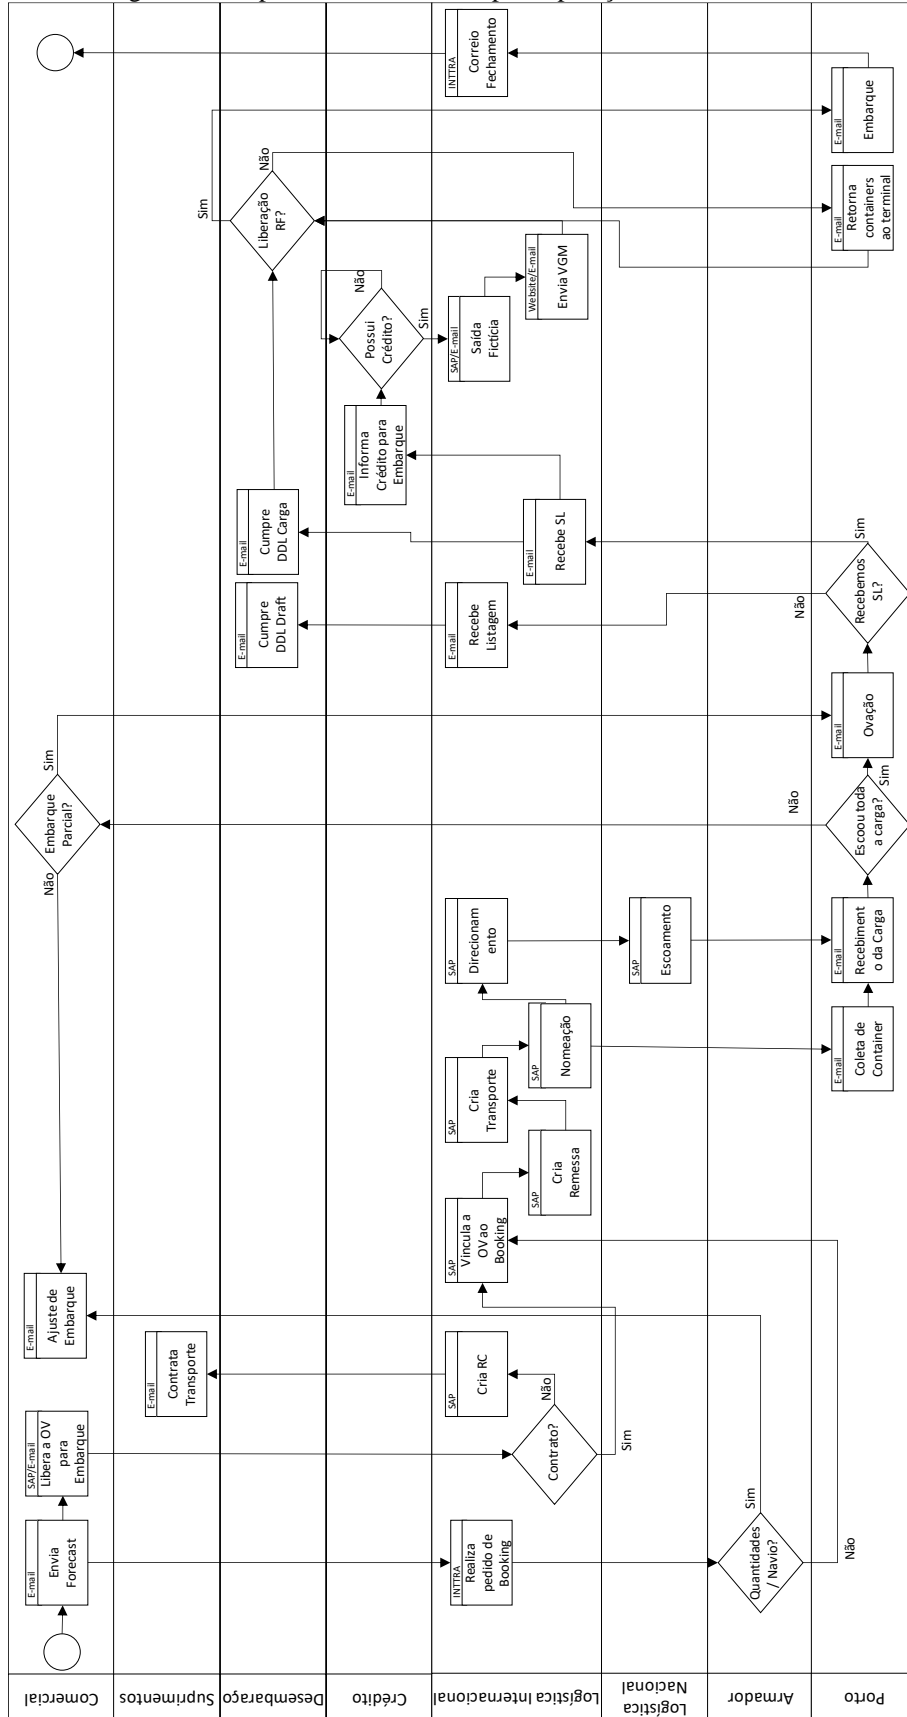 Comercial
Suprimentos
Desembaraço
Crédito
Logística Internacional
Logística
Nacional
Armador
Porto
E-mail
Envia
Forecast
SAP/E-mail
Libera a OV
para
Embarque
E-mail
Ajuste de
Embarque
Não
Embarque
Parcial?
Sim
E-mail
Contrata
Transporte
E-mail
Cumpre
DDL Draft
E-mail
Cumpre
DDL Carga
Liberação
RF?
Sim
Não
E-mail
Informa
Crédito para
Embarque
Possui
Crédito?
Não
Sim
INTTRA
Realiza
pedido de
Booking
Contrato?
Não
Sim
SAP
Cria RC
SAP
Vincula a
OV ao
Booking
SAP
Cria
Remessa
SAP
Cria
Transporte
SAP
Nomeação
SAP
Direcionam
ento
E-mail
Recebe
Listagem
E-mail
Recebe SL
SAP/E-mail
Saída
Fictícia
Website/E-mail
Envia VGM
INTTRA
Correio
Fechamento
SAP
Escoamento
Quantidades
/ Navio?
Sim
Não
E-mail
Coleta de
Container
E-mail
Recebiment
o da Carga
Escoou toda
a carga?
Não
Sim
E-mail
Ovação
Recebemos
SL?
Não
Sim
E-mail
Retorna
containers
ao terminal
E-mail
Embarque